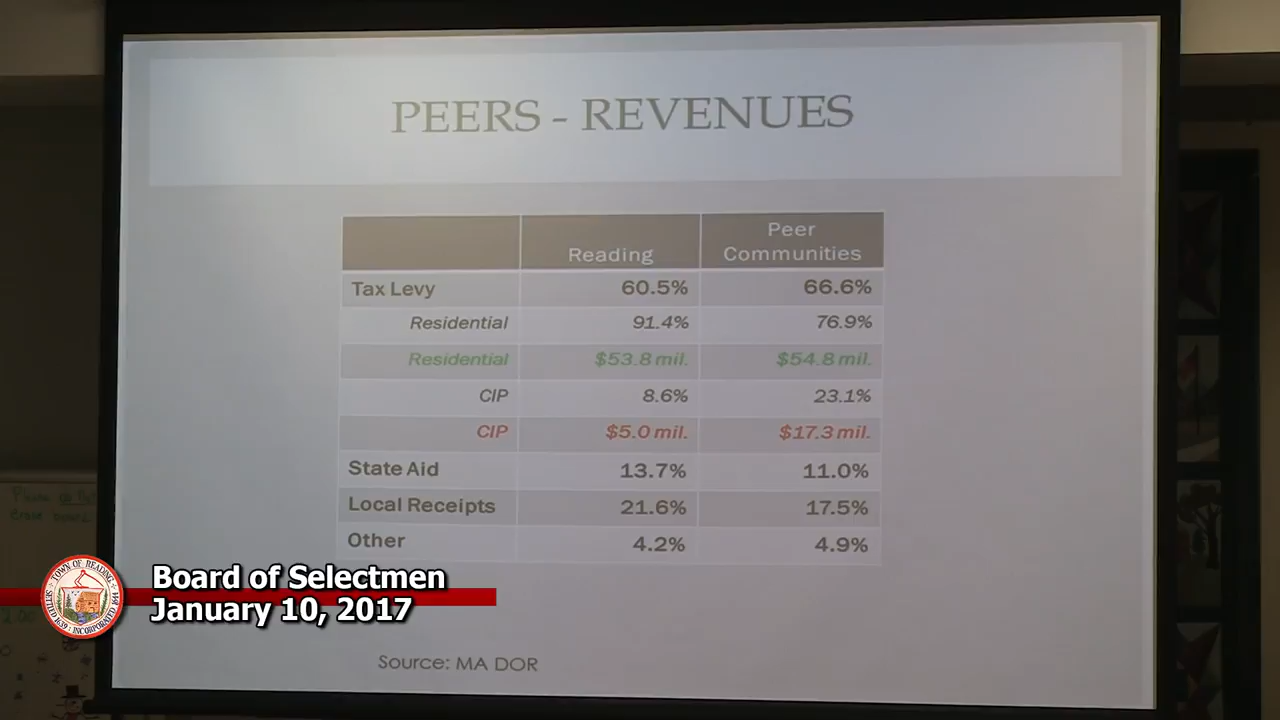 PEERS - REVENUES
Reading
Peer
Communities
Tax Levy 60.5% 66.6%
Residential 91.4% 76.9%
Residential $53.8 mil. $54.8 mil.
CIP 8.6% 23.1%
CIP $5.0 mil. $17.3 mil.
State Aid 13.7% 11.0%
Local Receipts 21.6% 17.5%
Other 4.2% 4.9%
Source: MA DOR
Board of Selectmen
January 10, 2017
TOWN OF READING